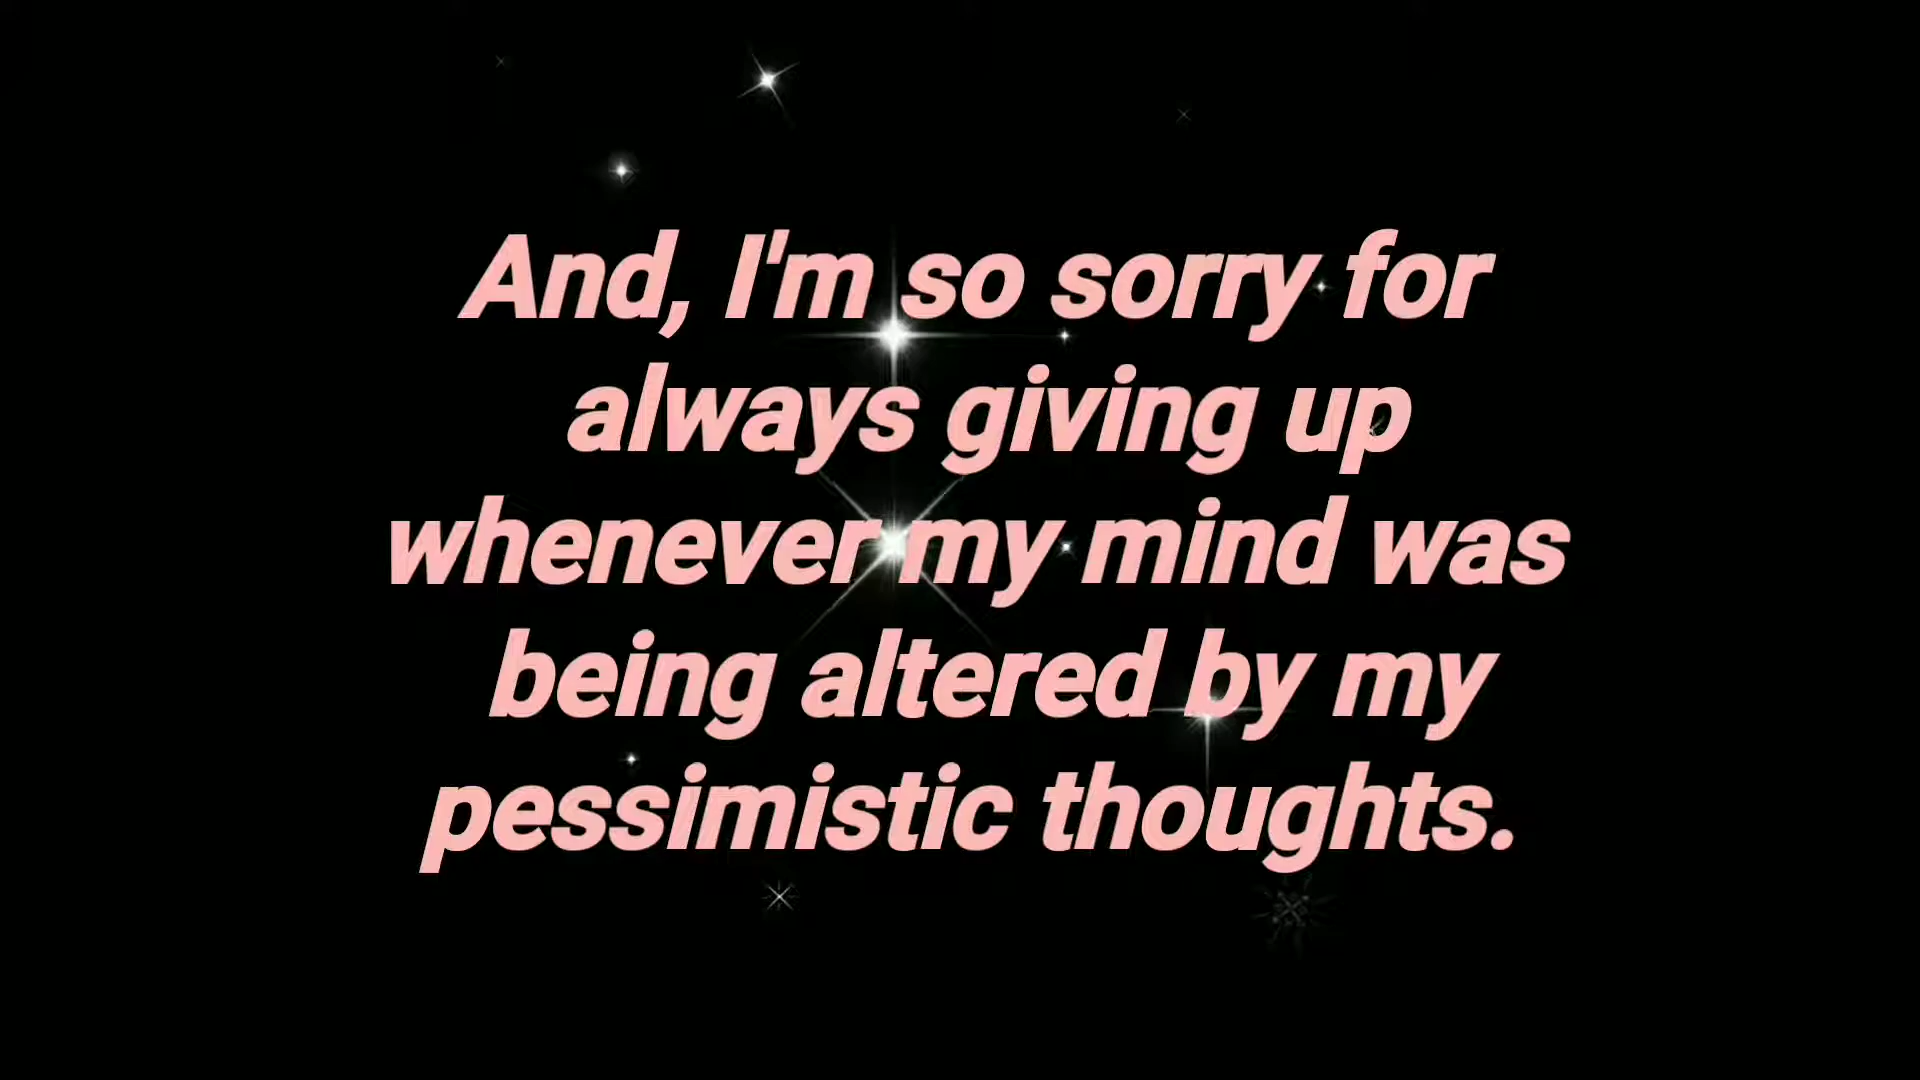 And, I'm so sorry for
always giving up
whenever my mind was
being altered by my
pessimistic thoughts.